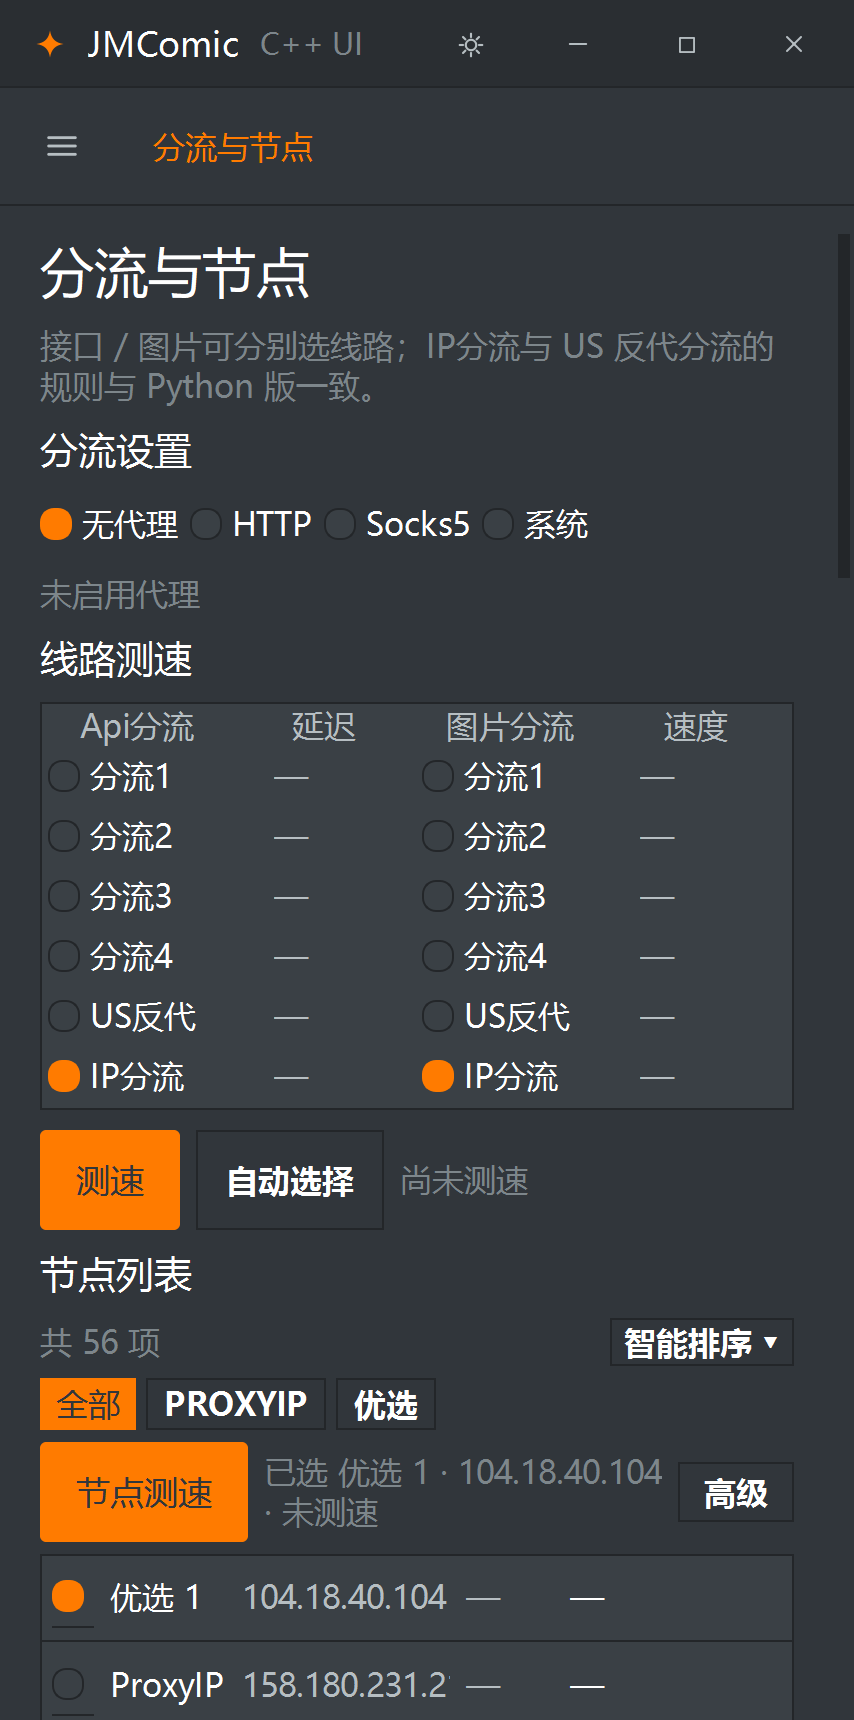 JMComic C++ UI
分流与节点
分流与节点
接口 / 图片可分别选线路；IP分流与 US 反代分流的
规则与 Python 版一致。
分流设置
无代理 HTTP Socks5 系统
未启用代理
线路测速
Api分流 延迟 图片分流 速度
分流1 — 分流1 —
分流2 — 分流2 —
分流3 — 分流3 —
分流4 — 分流4 —
US反代 — US反代 —
IP分流 — IP分流 —
测速 自动选择 尚未测速
节点列表
共 56 项 智能排序 ▼
全部 PROXYIP 优选
节点测速 已选 优选 1 · 104.18.40.104
· 未测速 高级
优选 1 104.18.40.104 — —
ProxyIP 158.180.231.2 — —